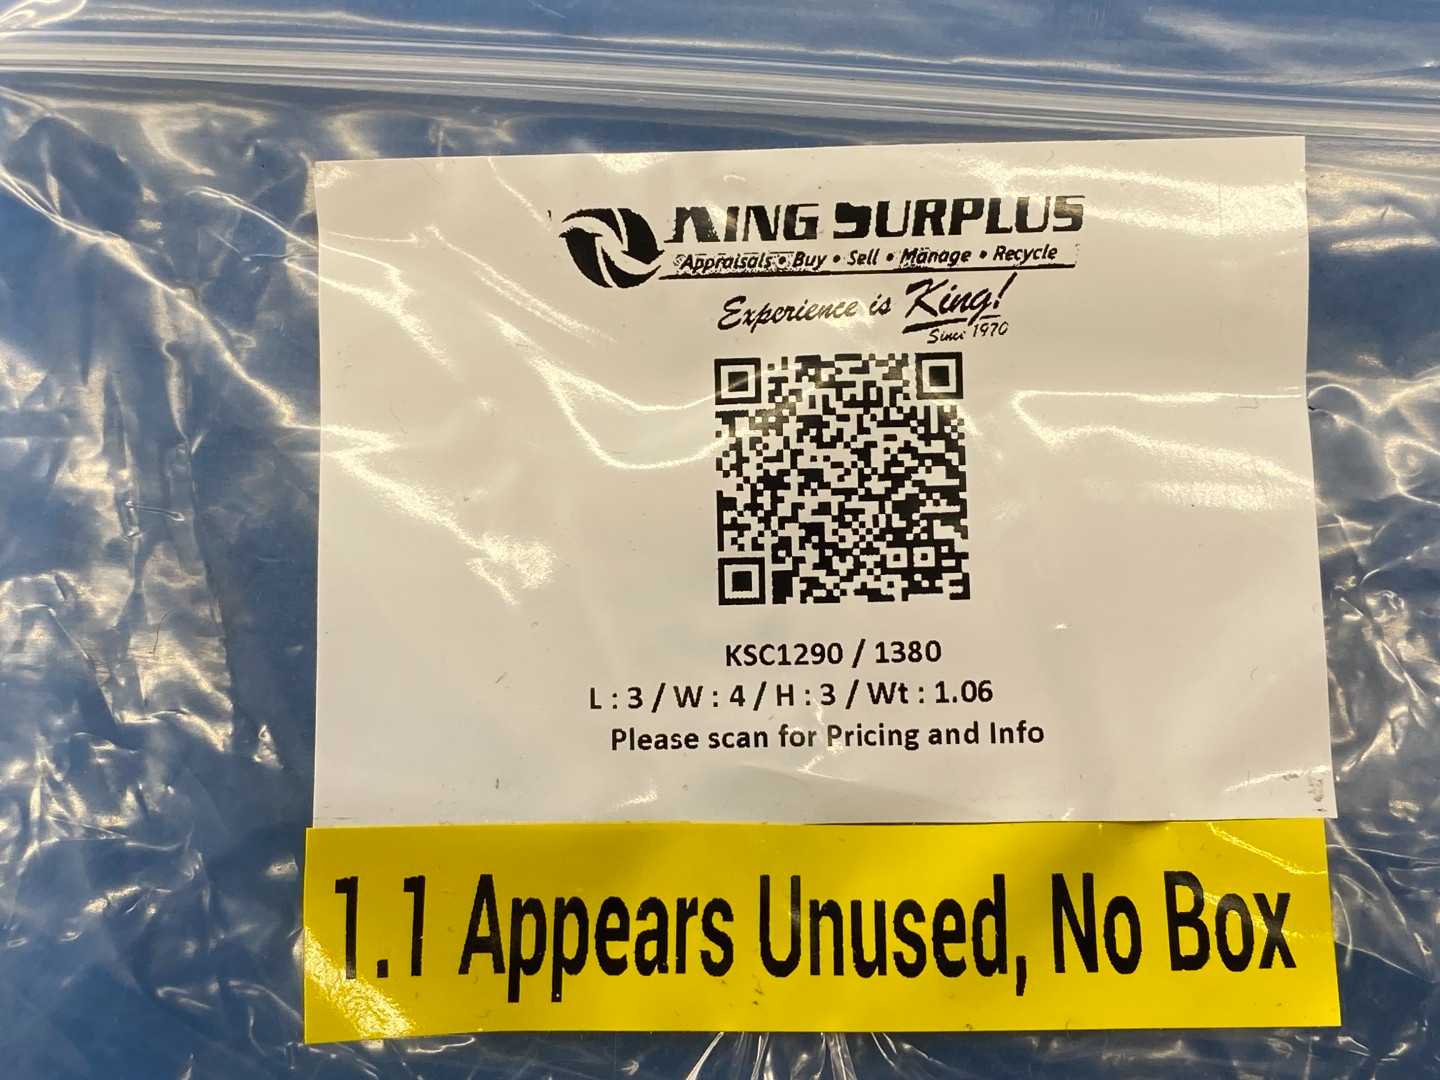 KING SURPLUS
Appraisals • Buy • Sell • Manage • Recycle
Experience is King!
Since 1970
KSC1290 / 1380
L : 3 / W : 4 / H : 3 / Wt : 1.06
Please scan for Pricing and Info
1.1 Appears Unused, No Box